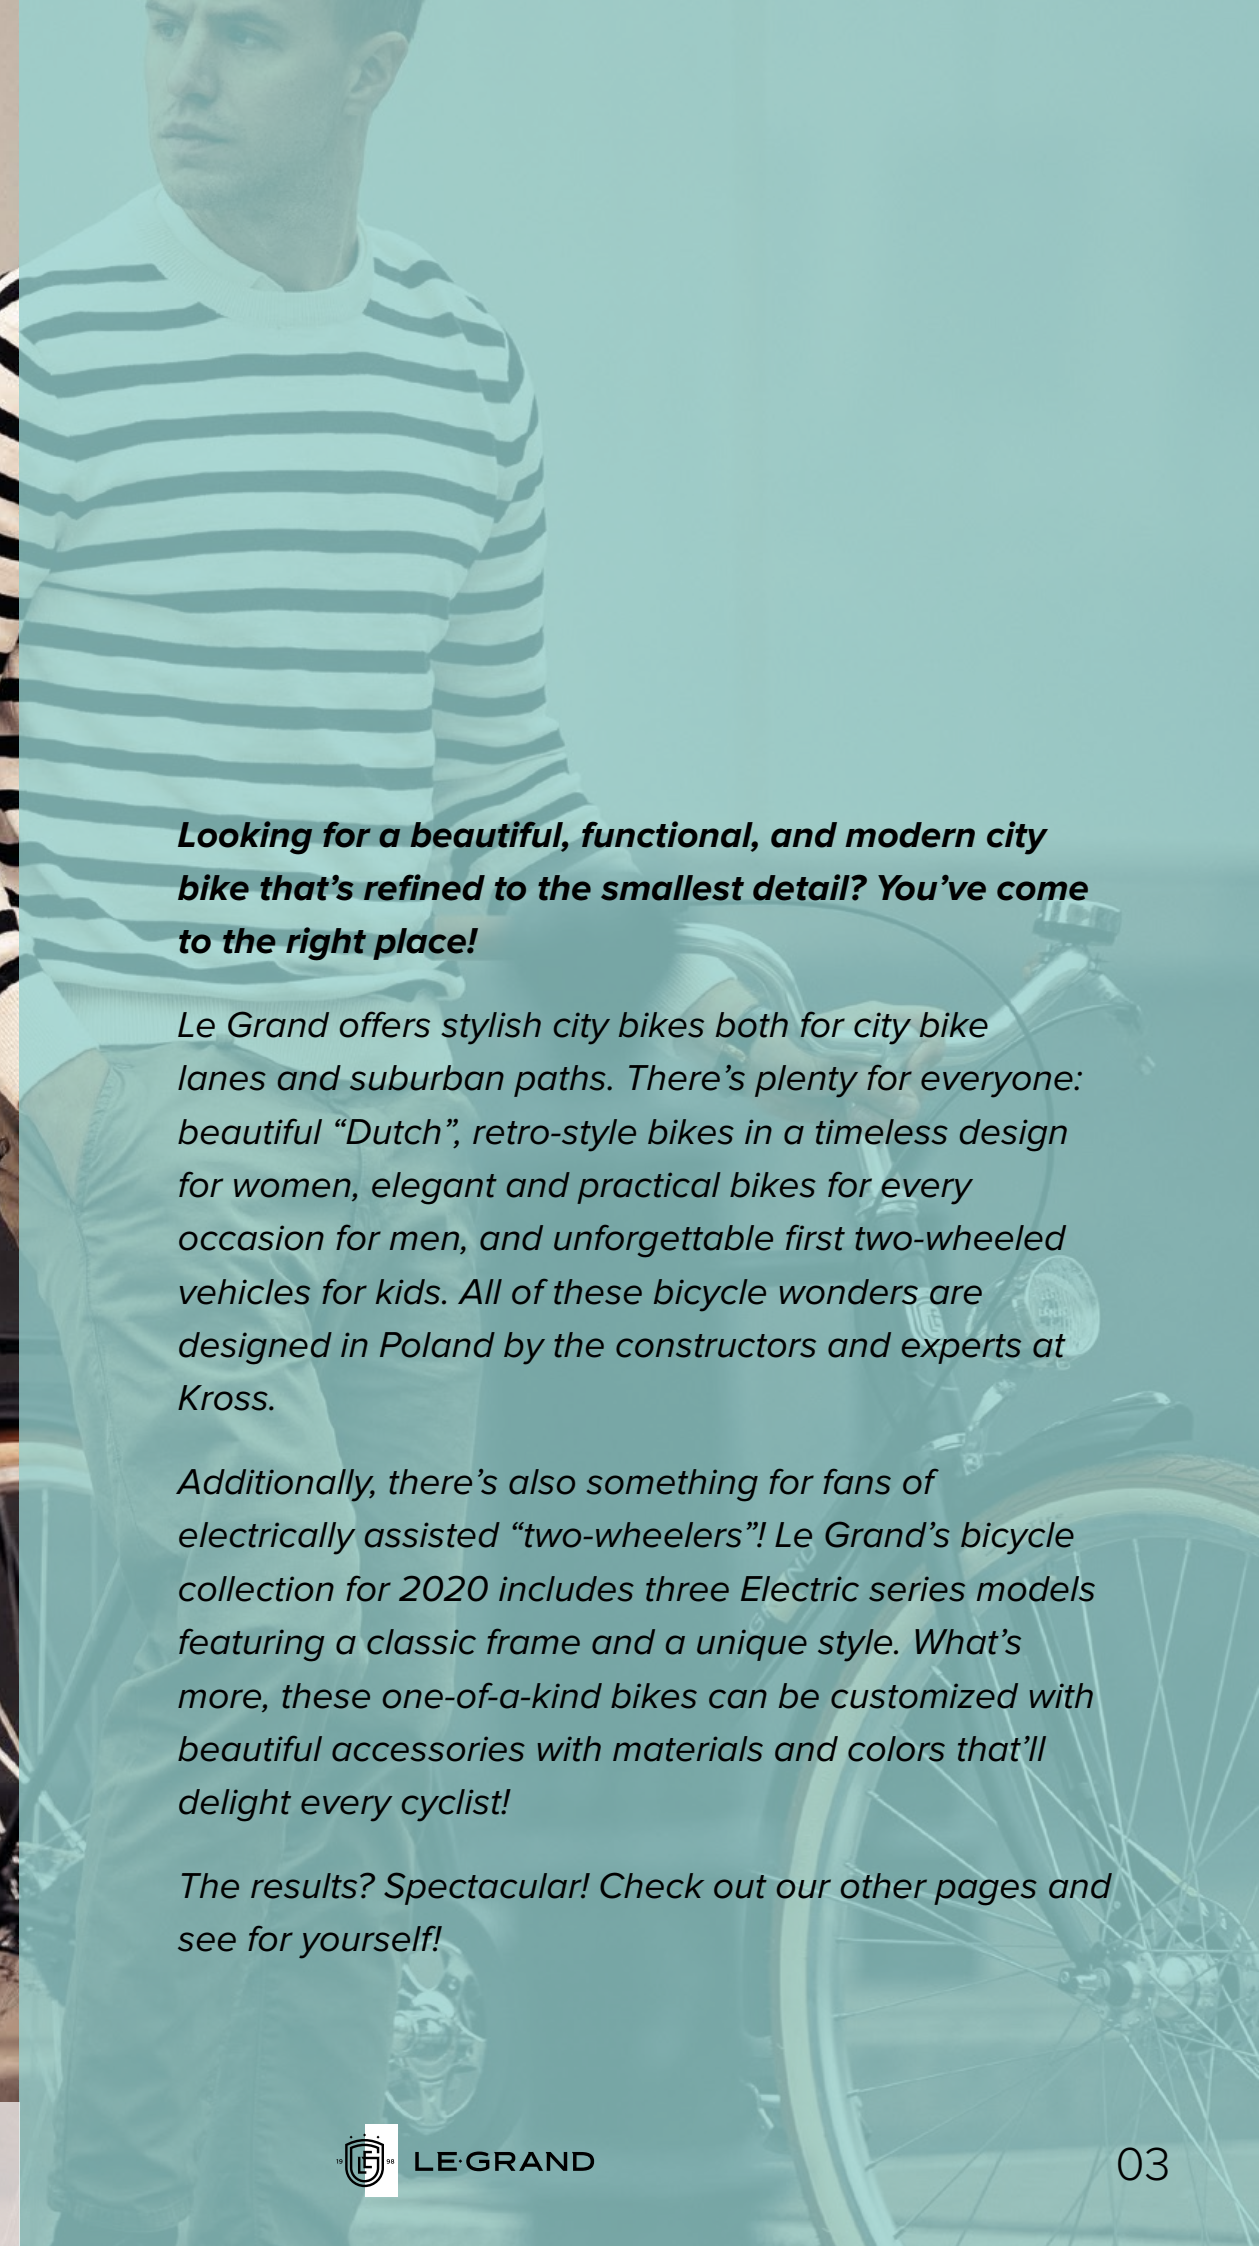 Looking for a beautiful, functional, and modern city
bike that’s refined to the smallest detail? You’ve come
to the right place!
Le Grand offers stylish city bikes both for city bike
lanes and suburban paths. There’s plenty for everyone:
beautiful “Dutch”, retro-style bikes in a timeless design
for women, elegant and practical bikes for every
occasion for men, and unforgettable first two-wheeled
vehicles for kids. All of these bicycle wonders are
designed in Poland by the constructors and experts at
Kross.
Additionally, there’s also something for fans of
electrically assisted “two-wheelers”! Le Grand’s bicycle
collection for 2020 includes three Electric series models
featuring a classic frame and a unique style. What’s
more, these one-of-a-kind bikes can be customized with
beautiful accessories with materials and colors that’ll
delight every cyclist!
The results? Spectacular! Check out our other pages and
see for yourself!
19 98 LE·GRAND
03